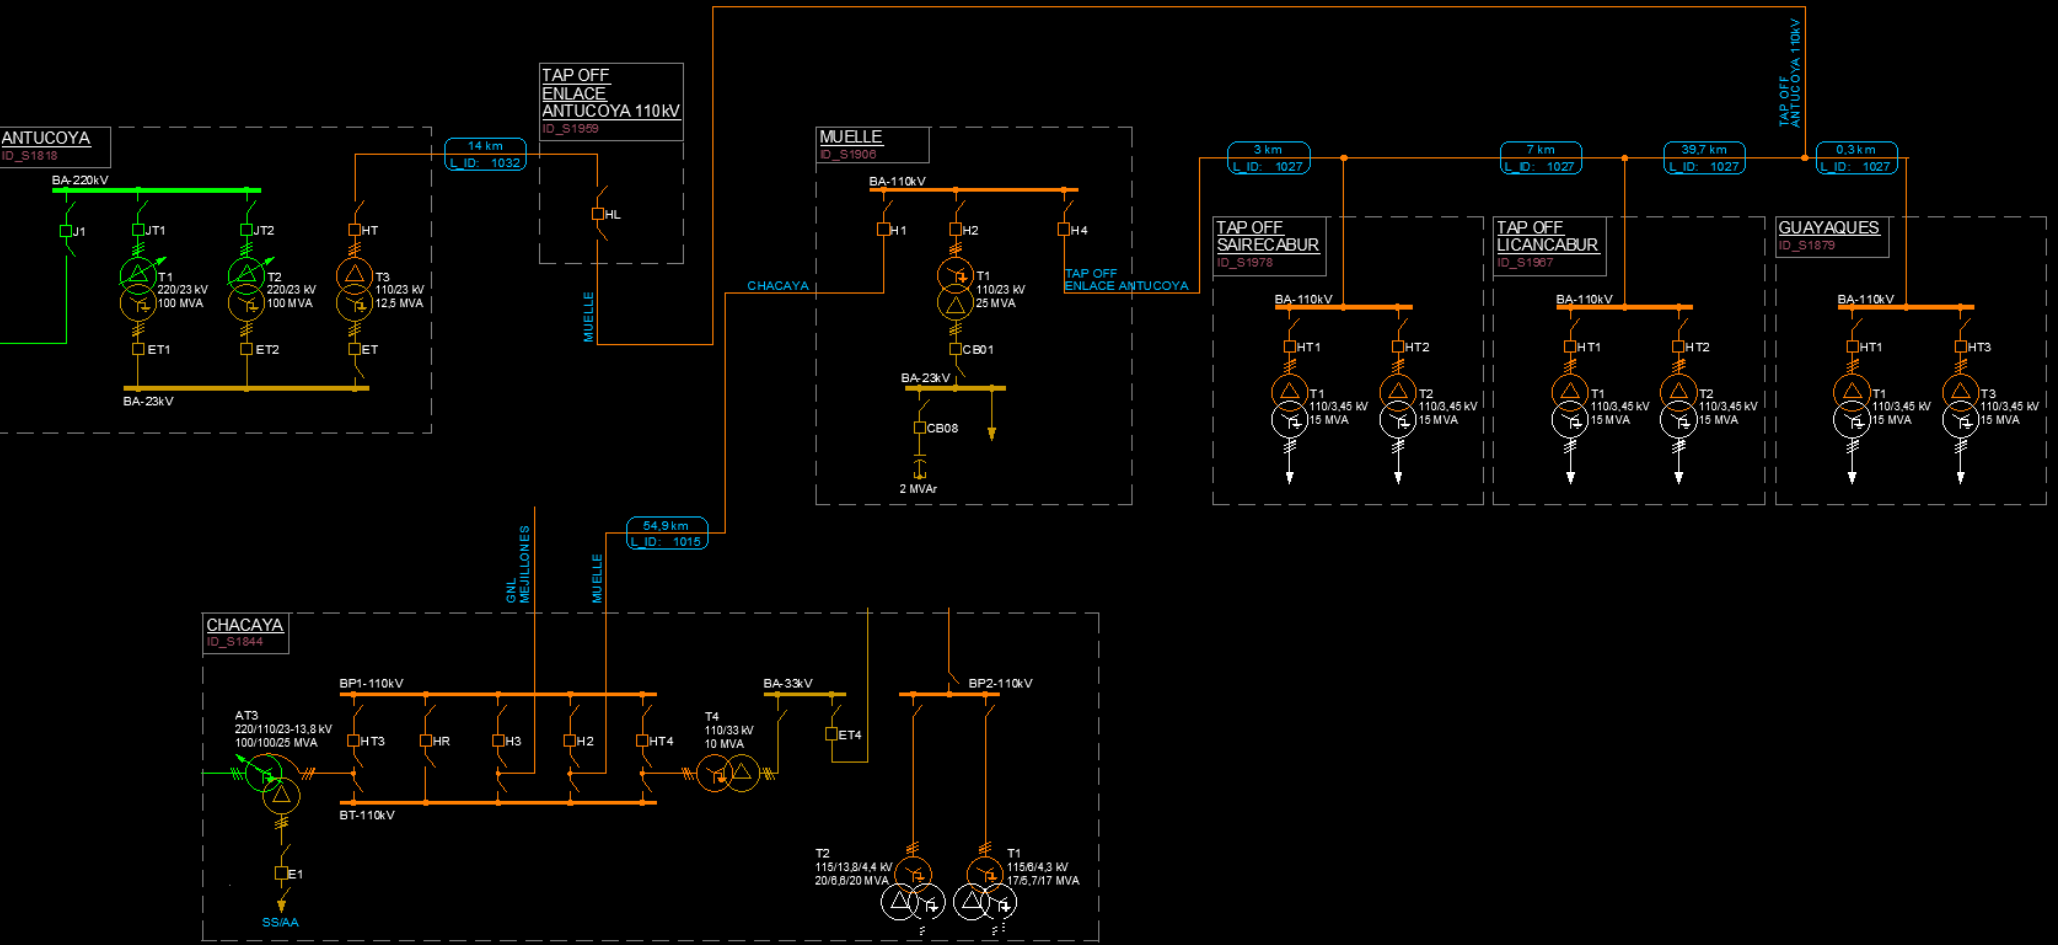 TAP OFF
ENLACE
ANTUCOYA 110kV
ID_S1959
TAP OFF
ANTUCOYA 110kV
ANTUCOYA
ID_S1818
14 km
L_ID: 1032
MUELLE
ID_S1906
3 km
L_ID: 1027
7 km
L_ID: 1027
39,7 km
L_ID: 1027
0,3 km
L_ID: 1027
BA-220kV
J1
JT1
JT2
HT
T1
220/23 kV
100 MVA
T2
220/23 kV
100 MVA
T3
110/23 kV
12,5 MVA
ET1
ET2
ET
BA-23kV
HL
MUELLE
CHACAYA
BA-110kV
H1
H2
H4
T1
110/23 kV
25 MVA
CB01
BA-23kV
CB08
2 MVAr
TAP OFF
ENLACE ANTUCOYA
TAP OFF
SAIRECABUR
ID_S1978
BA-110kV
HT1
HT2
T1
110/3,45 kV
15 MVA
T2
110/3,45 kV
15 MVA
TAP OFF
LICANCABUR
ID_S1967
BA-110kV
HT1
HT2
T1
110/3,45 kV
15 MVA
T2
110/3,45 kV
15 MVA
GUAYAQUES
ID_S1879
BA-110kV
HT1
HT3
T1
110/3,45 kV
15 MVA
T3
110/3,45 kV
15 MVA
GNL
MEJILLONES
MUELLE
54,9 km
L_ID: 1015
CHACAYA
ID_S1844
BP1-110kV
AT3
220/110/23-13,8 kV
100/100/25 MVA
HT3
HR
H3
H2
HT4
BT-110kV
E1
SS/AA
T4
110/33 kV
10 MVA
BA-33kV
ET4
BP2-110kV
T2
115/13,8/4,4 kV
20/6,6/20 MVA
T1
115/6/4,3 kV
17/5,7/17 MVA